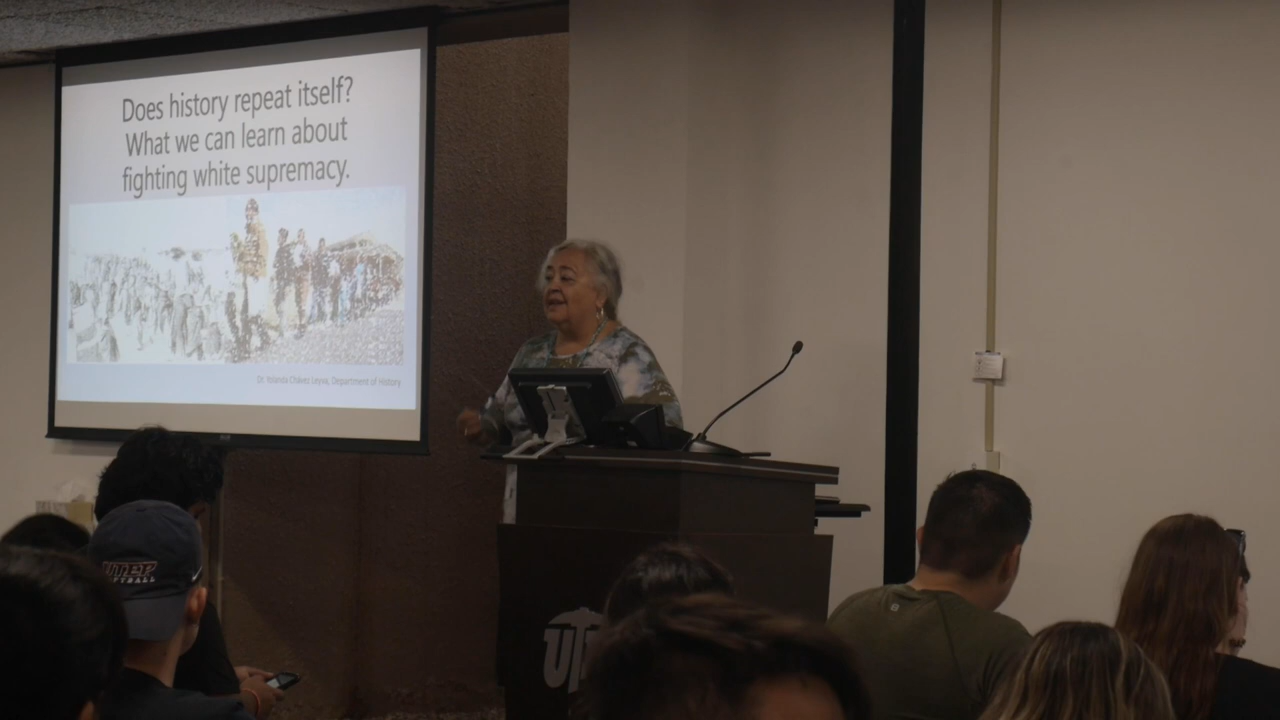 Does history repeat itself?
What we can learn about
fighting white supremacy.
Dr. Yolanda Chávez Leyva, Department of History
UTEP